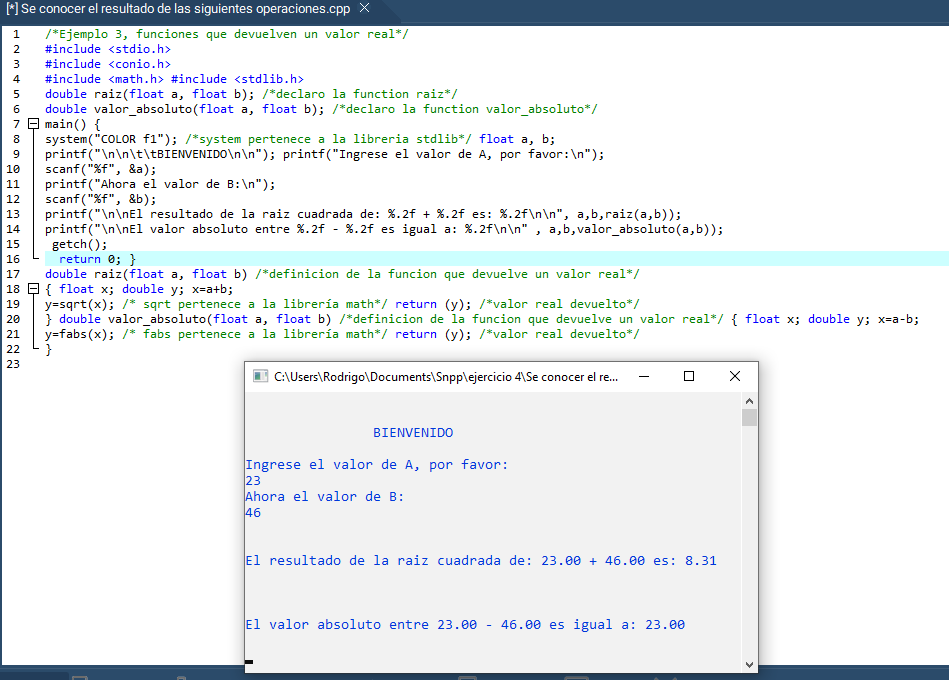 [*] Se conocer el resultado de las siguientes operaciones.cpp
1 /*Ejemplo 3, funciones que devuelven un valor real*/
2 #include <stdio.h>
3 #include <conio.h>
4 #include <math.h> #include <stdlib.h>
5 double raiz(float a, float b); /*declaro la function raiz*/
6 double valor_absoluto(float a, float b); /*declaro la function valor_absoluto*/
7 main() {
8 system("COLOR f1"); /*system pertenece a la libreria stdlib*/ float a, b;
9 printf("\n\n\t\tBIENVENIDO\n\n"); printf("Ingrese el valor de A, por favor:\n");
10 scanf("%f", &a);
11 printf("Ahora el valor de B:\n");
12 scanf("%f", &b);
13 printf("\n\nEl resultado de la raiz cuadrada de: %.2f + %.2f es: %.2f\n\n", a,b,raiz(a,b));
14 printf("\n\nEl valor absoluto entre %.2f - %.2f es igual a: %.2f\n\n" , a,b,valor_absoluto(a,b));
15 getch();
16 return 0; }
17 double raiz(float a, float b) /*definicion de la funcion que devuelve un valor real*/
18 { float x; double y; x=a+b;
19 y=sqrt(x); /* sqrt pertenece a la librería math*/ return (y); /*valor real devuelto*/
20 } double valor_absoluto(float a, float b) /*definicion de la funcion que devuelve un valor real*/ { float x; double y; x=a-b;
21 y=fabs(x); /* fabs pertenece a la librería math*/ return (y); /*valor real devuelto*/
22 }
23
C:\Users\Rodrigo\Documents\Snpp\ejercicio 4\Se conocer el re...
BIENVENIDO
Ingrese el valor de A, por favor:
23
Ahora el valor de B:
46
El resultado de la raiz cuadrada de: 23.00 + 46.00 es: 8.31
El valor absoluto entre 23.00 - 46.00 es igual a: 23.00